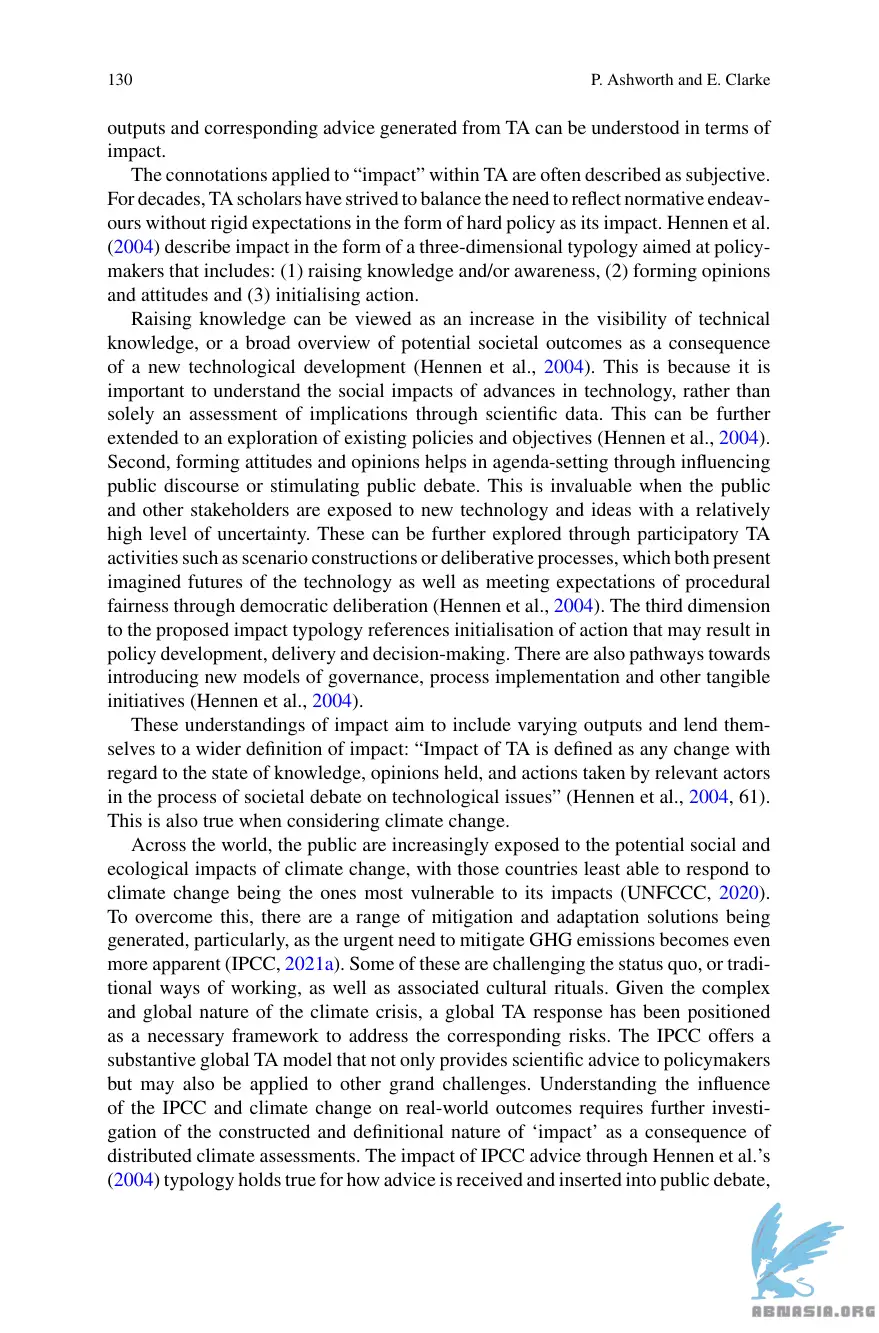 130 P. Ashworth and E. Clarke
outputs and corresponding advice generated from TA can be understood in terms of
impact.
The connotations applied to “impact” within TA are often described as subjective.
For decades, TA scholars have strived to balance the need to reflect normative endeav-
ours without rigid expectations in the form of hard policy as its impact. Hennen et al.
(2004) describe impact in the form of a three-dimensional typology aimed at policy-
makers that includes: (1) raising knowledge and/or awareness, (2) forming opinions
and attitudes and (3) initialising action.
Raising knowledge can be viewed as an increase in the visibility of technical
knowledge, or a broad overview of potential societal outcomes as a consequence
of a new technological development (Hennen et al., 2004). This is because it is
important to understand the social impacts of advances in technology, rather than
solely an assessment of implications through scientific data. This can be further
extended to an exploration of existing policies and objectives (Hennen et al., 2004).
Second, forming attitudes and opinions helps in agenda-setting through influencing
public discourse or stimulating public debate. This is invaluable when the public
and other stakeholders are exposed to new technology and ideas with a relatively
high level of uncertainty. These can be further explored through participatory TA
activities such as scenario constructions or deliberative processes, which both present
imagined futures of the technology as well as meeting expectations of procedural
fairness through democratic deliberation (Hennen et al., 2004). The third dimension
to the proposed impact typology references initialisation of action that may result in
policy development, delivery and decision-making. There are also pathways towards
introducing new models of governance, process implementation and other tangible
initiatives (Hennen et al., 2004).
These understandings of impact aim to include varying outputs and lend them-
selves to a wider definition of impact: “Impact of TA is defined as any change with
regard to the state of knowledge, opinions held, and actions taken by relevant actors
in the process of societal debate on technological issues” (Hennen et al., 2004, 61).
This is also true when considering climate change.
Across the world, the public are increasingly exposed to the potential social and
ecological impacts of climate change, with those countries least able to respond to
climate change being the ones most vulnerable to its impacts (UNFCCC, 2020).
To overcome this, there are a range of mitigation and adaptation solutions being
generated, particularly, as the urgent need to mitigate GHG emissions becomes even
more apparent (IPCC, 2021a). Some of these are challenging the status quo, or tradi-
tional ways of working, as well as associated cultural rituals. Given the complex
and global nature of the climate crisis, a global TA response has been positioned
as a necessary framework to address the corresponding risks. The IPCC offers a
substantive global TA model that not only provides scientific advice to policymakers
but may also be applied to other grand challenges. Understanding the influence
of the IPCC and climate change on real-world outcomes requires further investi-
gation of the constructed and definitional nature of ‘impact’ as a consequence of
distributed climate assessments. The impact of IPCC advice through Hennen et al.’s
(2004) typology holds true for how advice is received and inserted into public debate,
ABNASIA.ORG